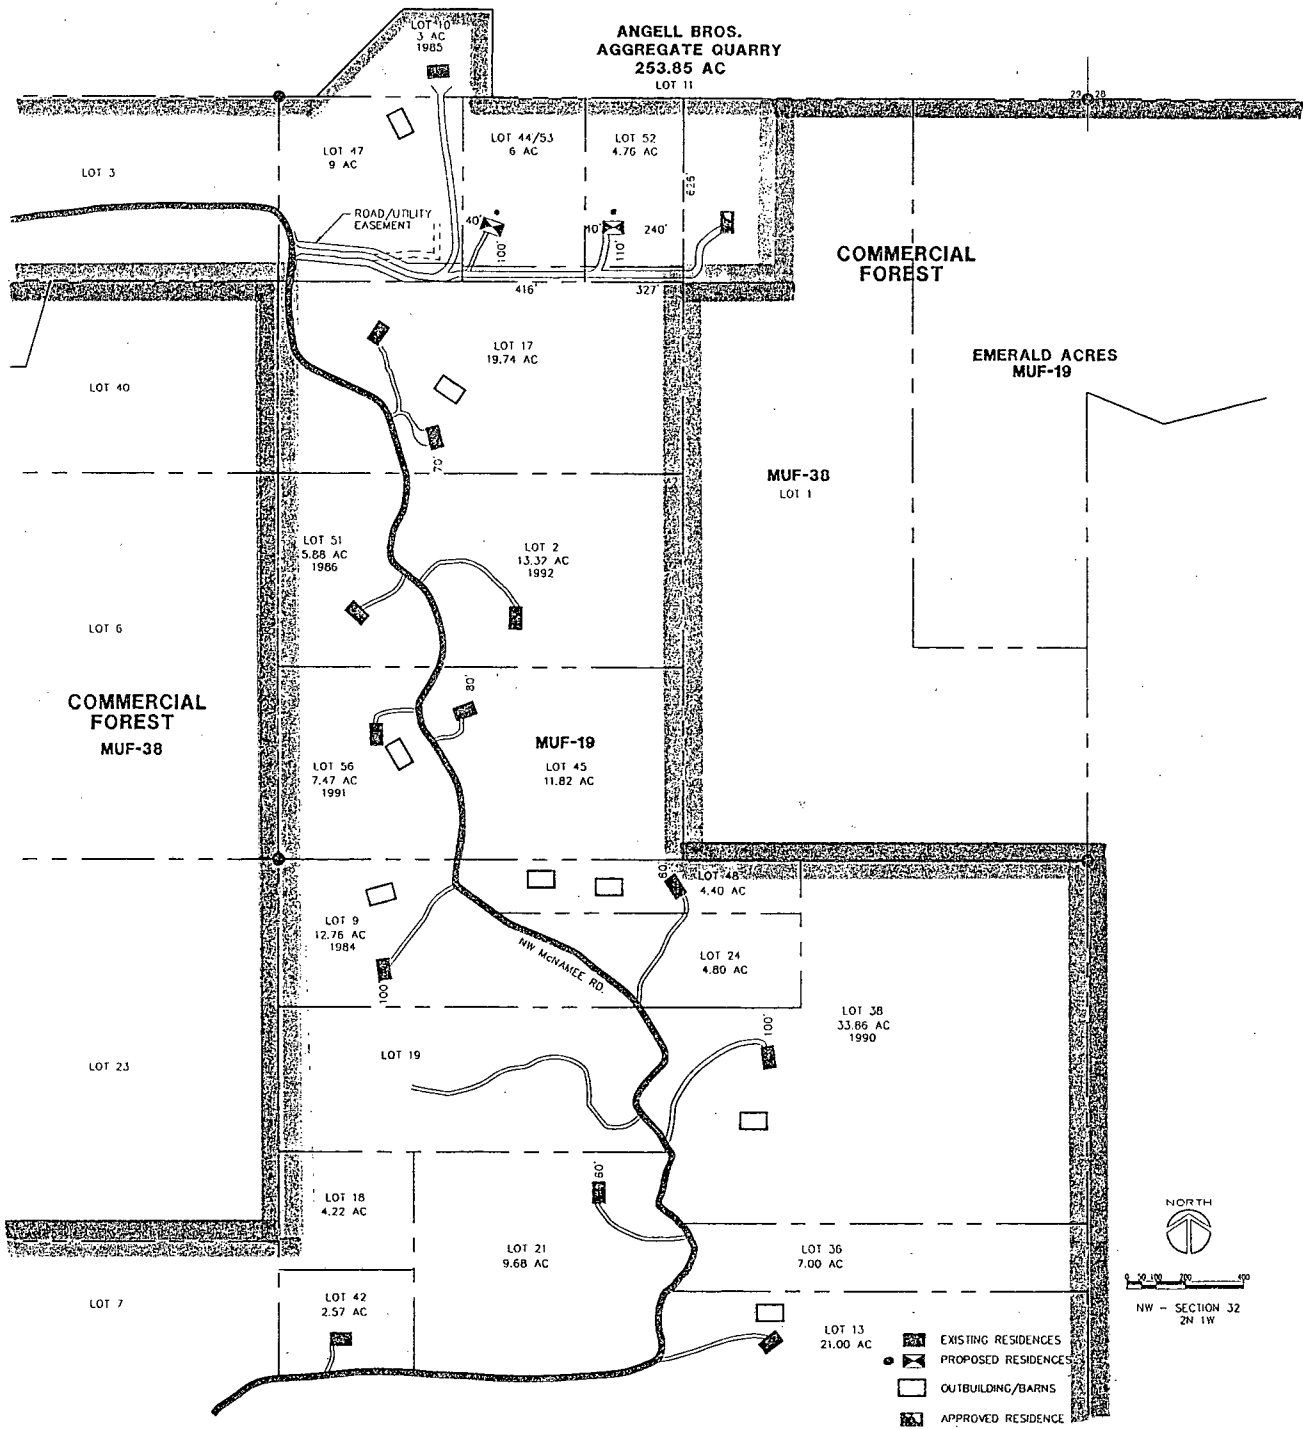 LOT 10
3 AC
1985
ANGELL BROS.
AGGREGATE QUARRY
253.85 AC
LOT 11
29 28
LOT 47
9 AC
LOT 44/53
6 AC
LOT 52
4.76 AC
LOT 3
625'
ROAD/UTILITY
EASEMENT
40'
100'
110'
240'
416'
327'
COMMERCIAL
FOREST
LOT 17
19.74 AC
EMERALD ACRES
MUF-19
LOT 40
70'
MUF-38
LOT 1
LOT 51
5.88 AC
1986
LOT 2
13.37 AC
1992
LOT 6
COMMERCIAL
FOREST
MUF-38
80'
MUF-19
LOT 45
11.82 AC
LOT 56
7.47 AC
1991
60'
LOT 48
4.40 AC
LOT 9
12.76 AC
1984
100'
NW McNAMEE RD.
LOT 24
4.80 AC
LOT 38
33.86 AC
1990
100'
LOT 19
LOT 23
60'
LOT 18
4.22 AC
LOT 21
9.68 AC
LOT 36
7.00 AC
NORTH
0 50 100 200 400
NW - SECTION 32
2N 1W
LOT 7
LOT 42
2.57 AC
LOT 13
21.00 AC
EXISTING RESIDENCES
PROPOSED RESIDENCES
OUTBUILDING/BARNS
APPROVED RESIDENCE